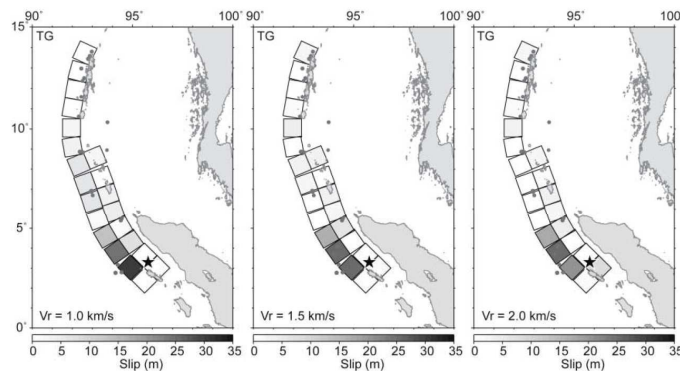 90° 95° 100° 90° 95° 100° 90° 95° 100°
15°
TG TG TG
10°
5°
Vr = 1.0 km/s Vr = 1.5 km/s Vr = 2.0 km/s
0°
0 5 10 15 20 25 30 35 0 5 10 15 20 25 30 35 0 5 10 15 20 25 30 35
Slip (m) Slip (m) Slip (m)